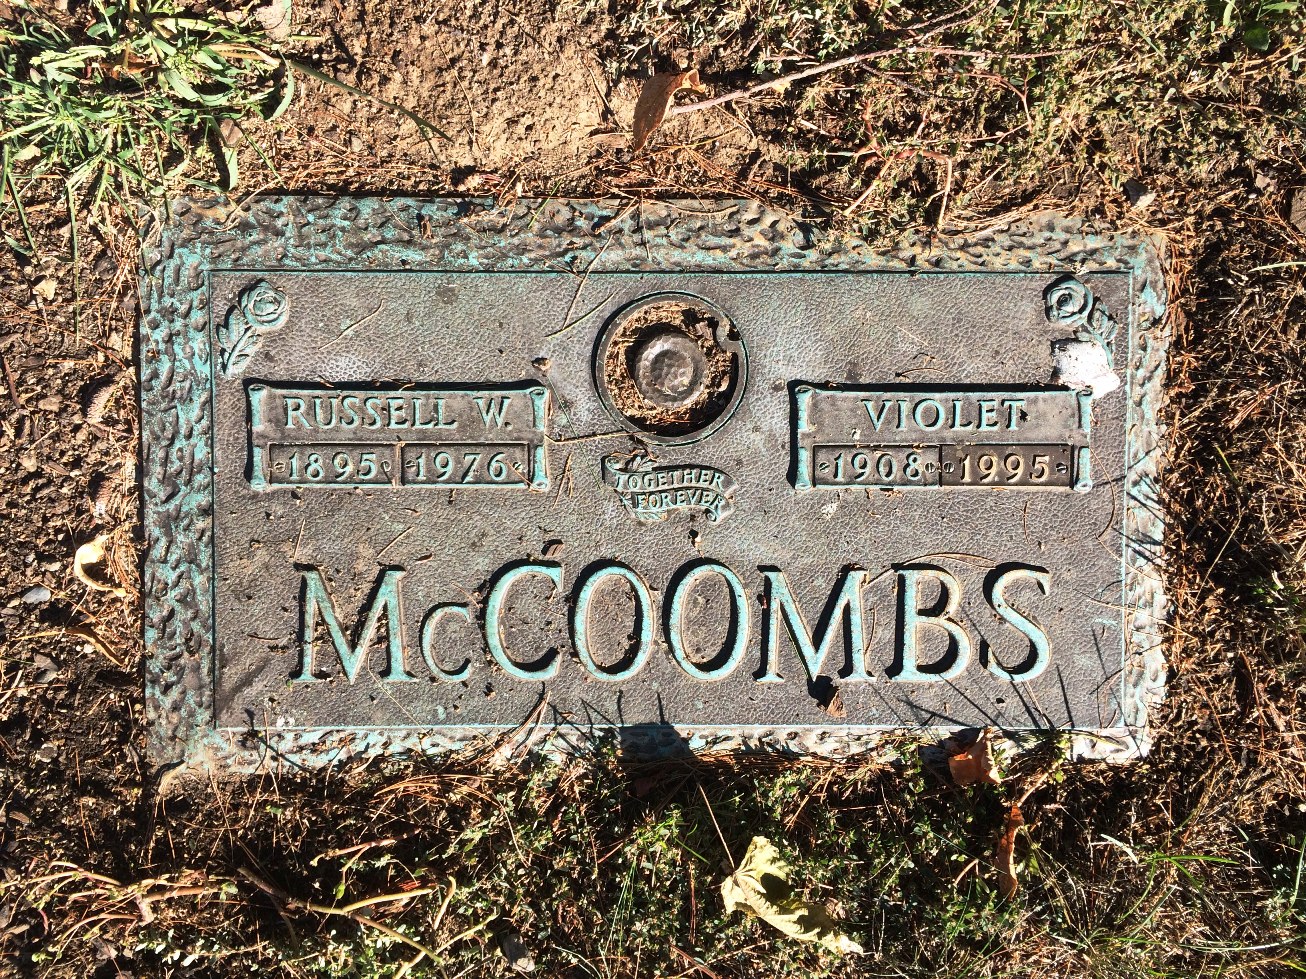 RUSSELL W.
1895 1976
VIOLET
1908 1995
TOGETHER
FOREVER
McCOOMBS